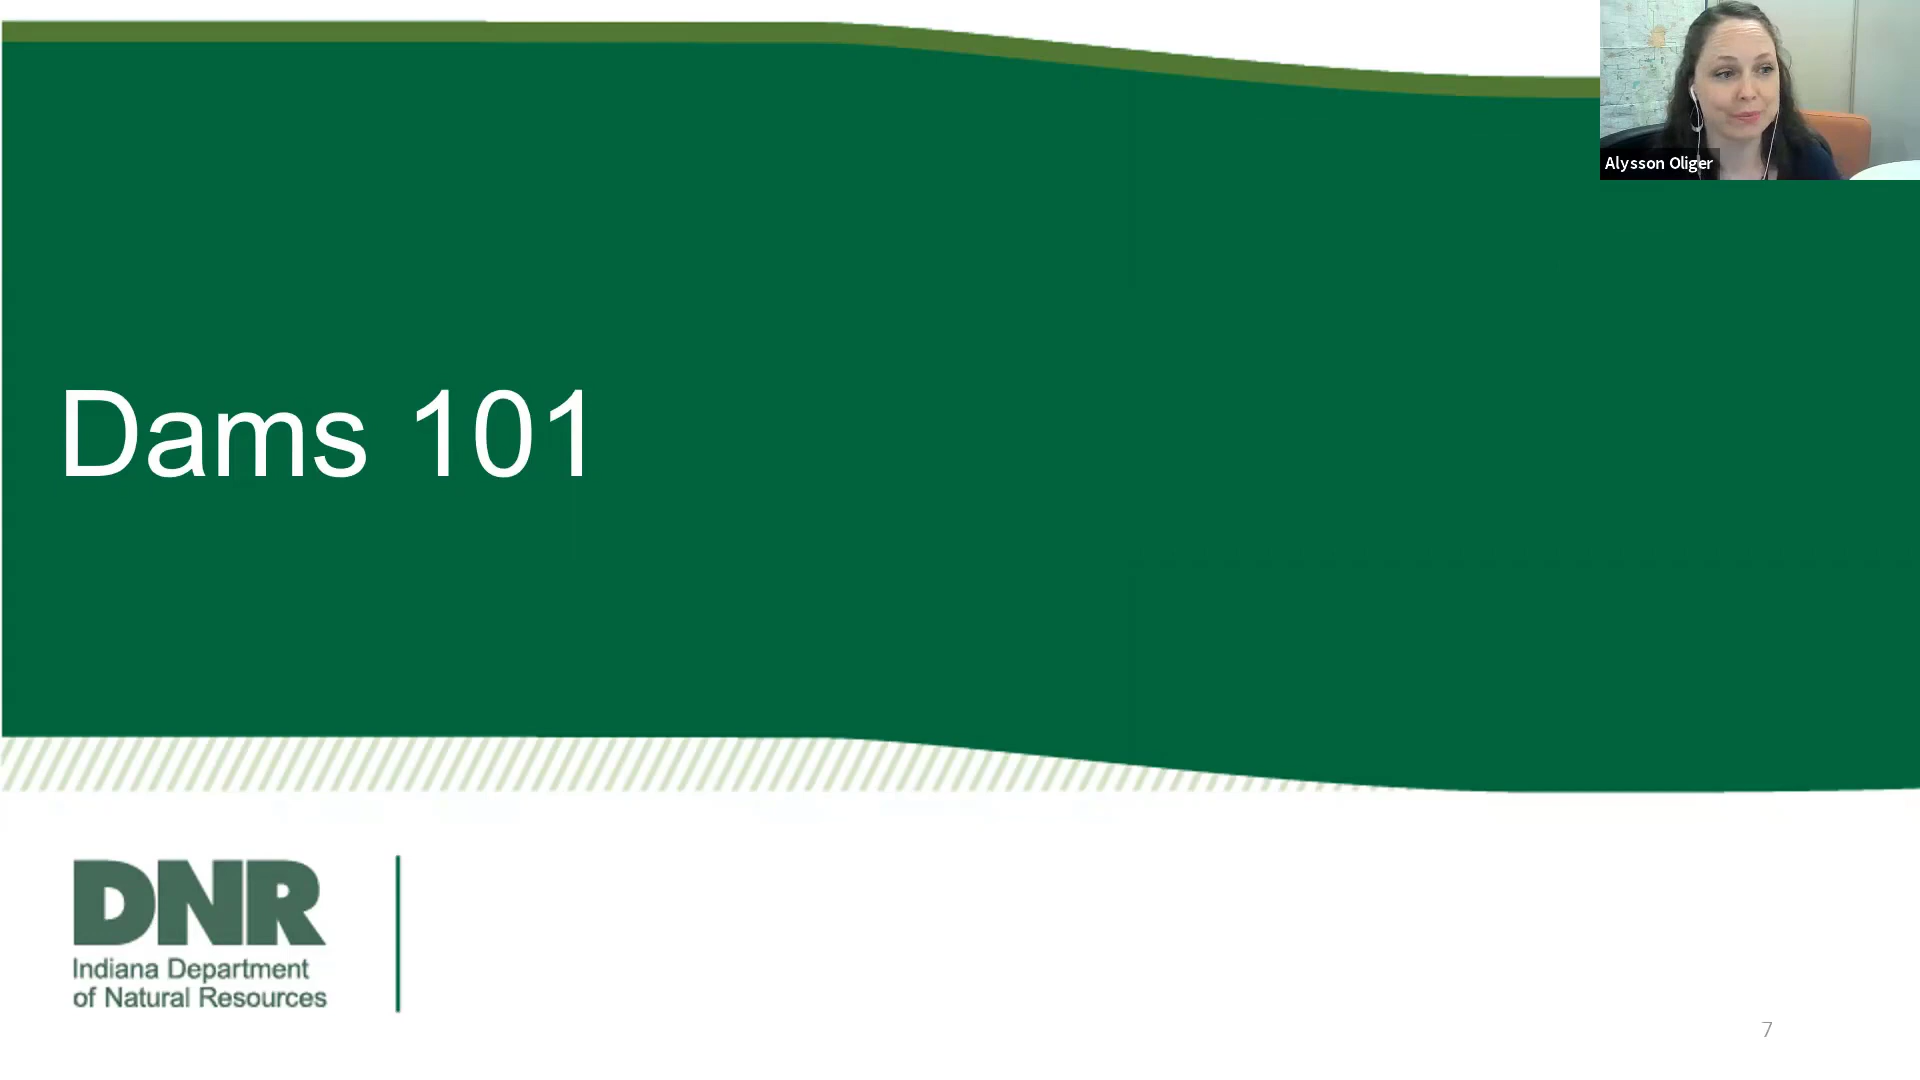 Alysson Oliger
Dams 101
DNR
Indiana Department
of Natural Resources
7